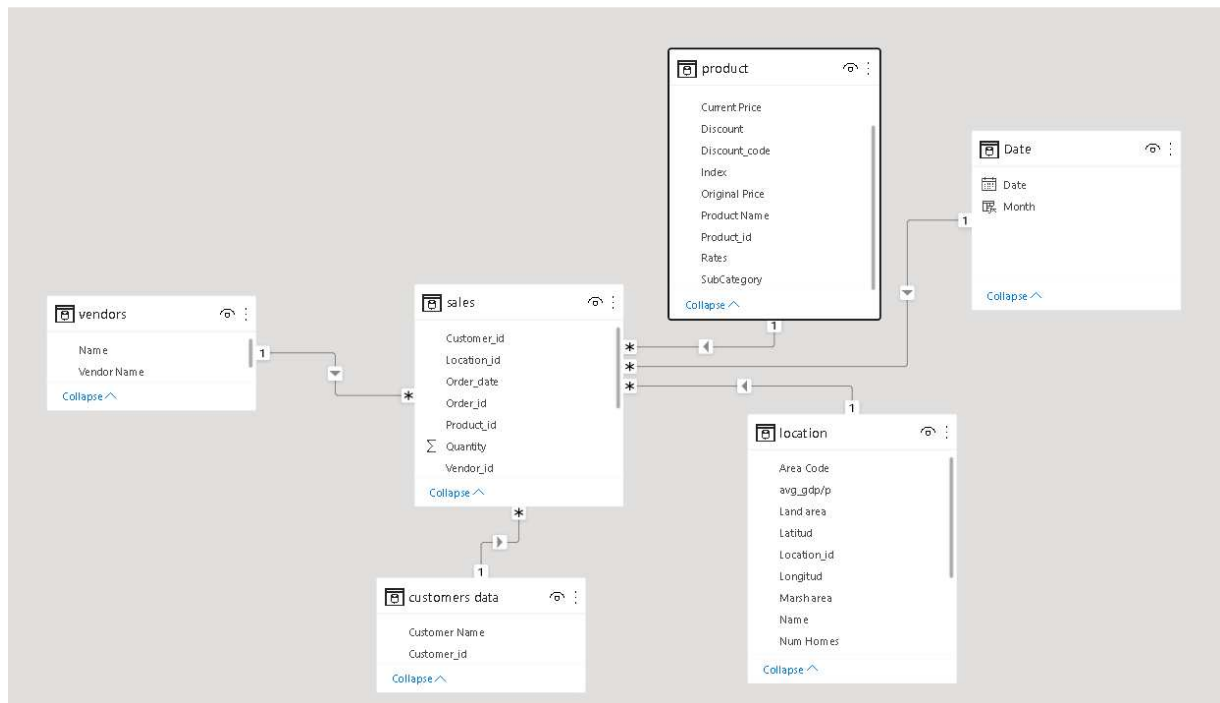 product
Current Price
Discount
Discount_code
Index
Original Price
Product Name
Product_id
Rates
SubCategory
Collapse
1
Date
Date
Month
Collapse
1
vendors
Name
Vendor Name
Collapse
1
sales
Customer_id
Location_id
Order_date
Order_id
Product_id
Σ Quantity
Vendor_id
Collapse
*
*
*
*
*
1
customers data
Customer Name
Customer_id
Collapse
1
location
Area Code
avg_gdp/p
Land area
Latitud
Location_id
Longitud
Marsh area
Name
Num Homes
Collapse